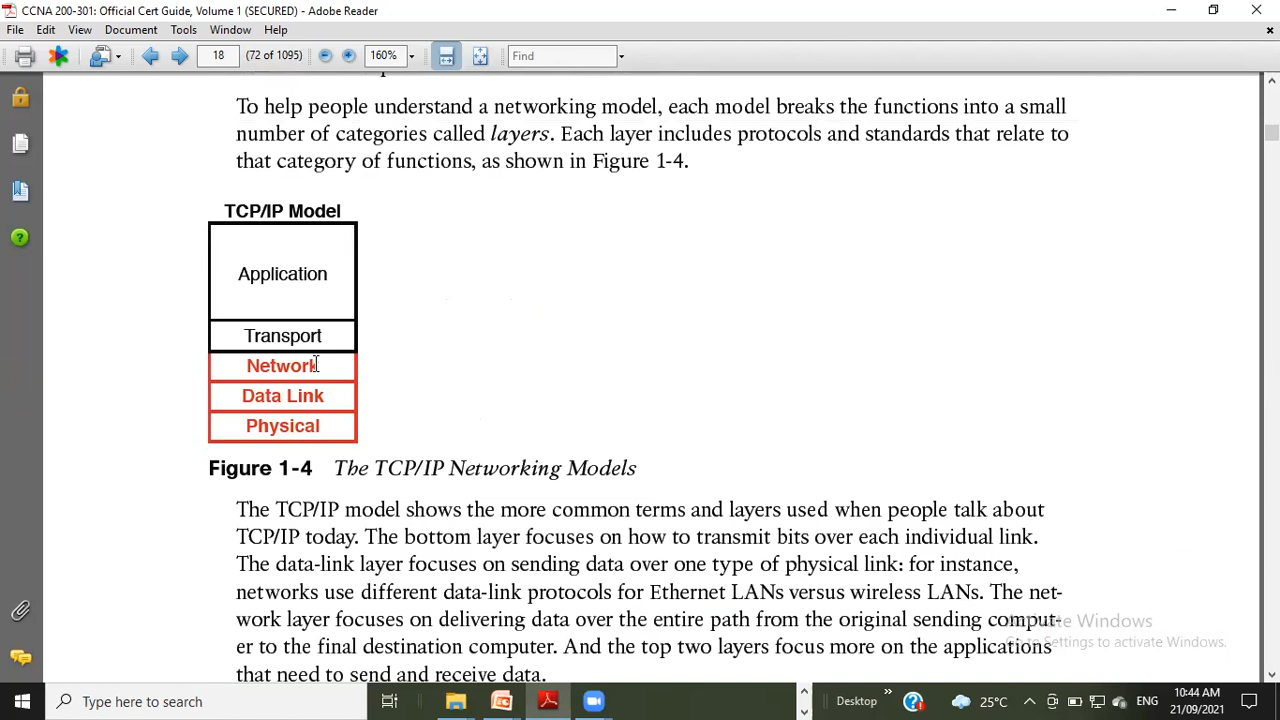 CCNA 200-301: Official Cert Guide, Volume 1 (SECURED) - Adobe Reader
File Edit View Document Tools Window Help
18 (72 of 1095) 160% Find
To help people understand a networking model, each model breaks the functions into a small
number of categories called layers. Each layer includes protocols and standards that relate to
that category of functions, as shown in Figure 1-4.
TCP/IP Model
Application
Transport
Network
Data Link
Physical
Figure 1-4 The TCP/IP Networking Models
The TCP/IP model shows the more common terms and layers used when people talk about
TCP/IP today. The bottom layer focuses on how to transmit bits over each individual link.
The data-link layer focuses on sending data over one type of physical link: for instance,
networks use different data-link protocols for Ethernet LANs versus wireless LANs. The net-
work layer focuses on delivering data over the entire path from the original sending comput-
er to the final destination computer. And the top two layers focus more on the applications
that need to send and receive data.
Activate Windows
Go to Settings to activate Windows.
Type here to search
Desktop
25°C
ENG
10:44 AM
21/09/2021